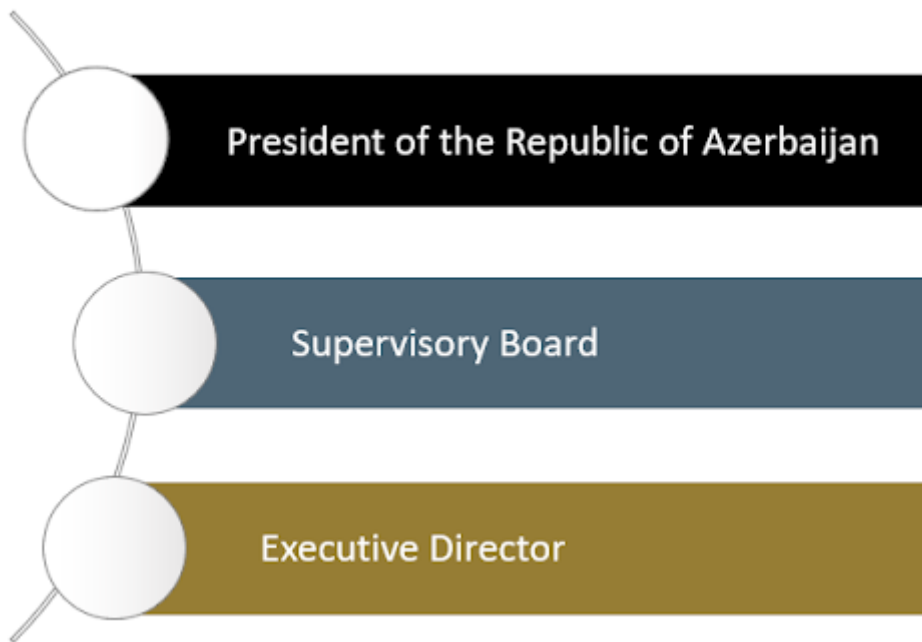 President of the Republic of Azerbaijan
Supervisory Board
Executive Director